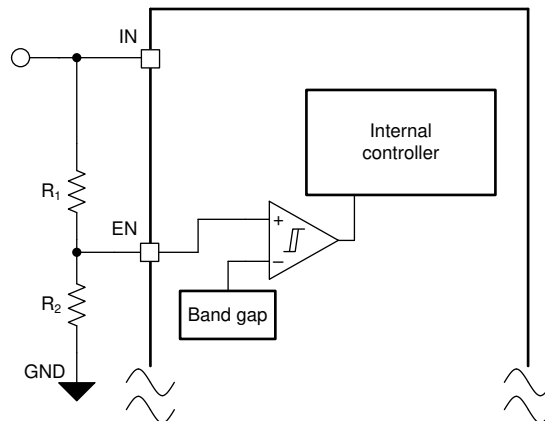 IN
Internal
controller
R1
EN
+
−
Band gap
R2
GND